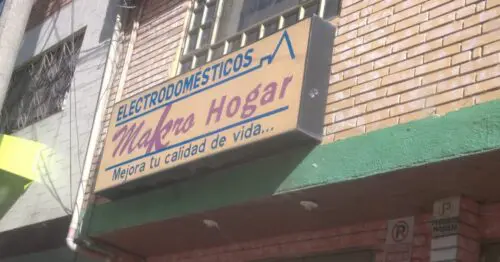 ELECTRODOMESTICOS
Makro Hogar
Mejora tu calidad de vida...
P
P